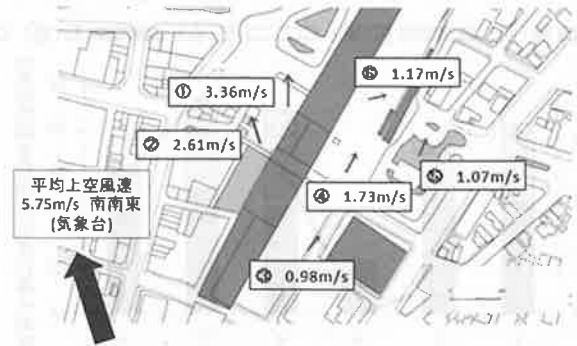 ① 3.36m/s
⑥ 1.17m/s
② 2.61m/s
平均上空風速
5.75m/s 南南東
(気象台)
⑤ 1.07m/s
④ 1.73m/s
③ 0.98m/s